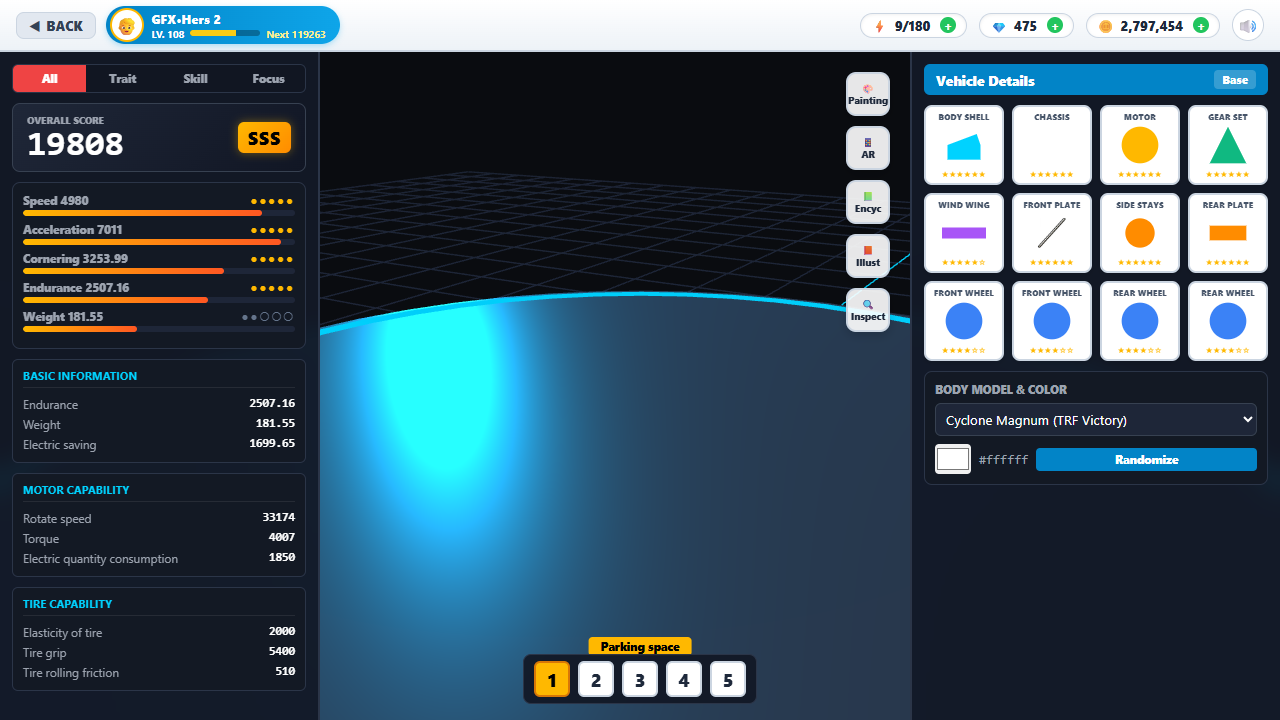 ◀ BACK
GFX•Hers 2
LV. 108
Next 119263
9/180 +
475 +
2,797,454 +
All
Trait
Skill
Focus
OVERALL SCORE
19808
SSS
Speed 4980
Acceleration 7011
Cornering 3253.99
Endurance 2507.16
Weight 181.55
BASIC INFORMATION
Endurance 2507.16
Weight 181.55
Electric saving 1699.65
MOTOR CAPABILITY
Rotate speed 33174
Torque 4007
Electric quantity consumption 1850
TIRE CAPABILITY
Elasticity of tire 2000
Tire grip 5400
Tire rolling friction 510
Painting
AR
Encyc
Illust
Inspect
Parking space
1 2 3 4 5
Vehicle Details
Base
BODY SHELL
CHASSIS
MOTOR
GEAR SET
WIND WING
FRONT PLATE
SIDE STAYS
REAR PLATE
FRONT WHEEL
FRONT WHEEL
REAR WHEEL
REAR WHEEL
BODY MODEL & COLOR
Cyclone Magnum (TRF Victory)
#ffffff
Randomize